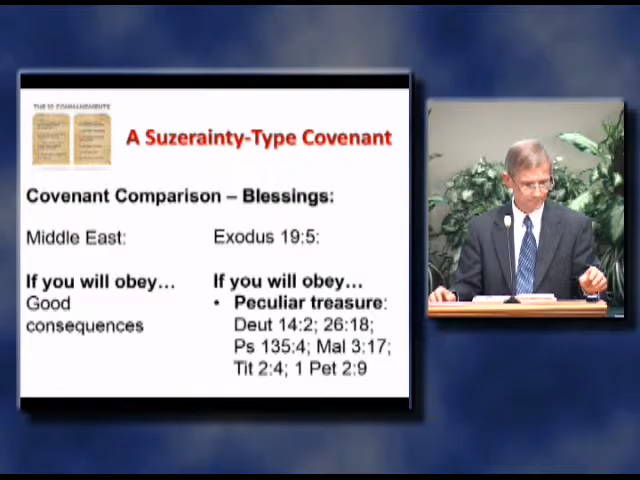 THE 10 COMMANDMENTS
A Suzerainty-Type Covenant
Covenant Comparison – Blessings:
Middle East:
Exodus 19:5:
If you will obey…
Good
consequences
If you will obey…
• Peculiar treasure:
Deut 14:2; 26:18;
Ps 135:4; Mal 3:17;
Tit 2:4; 1 Pet 2:9